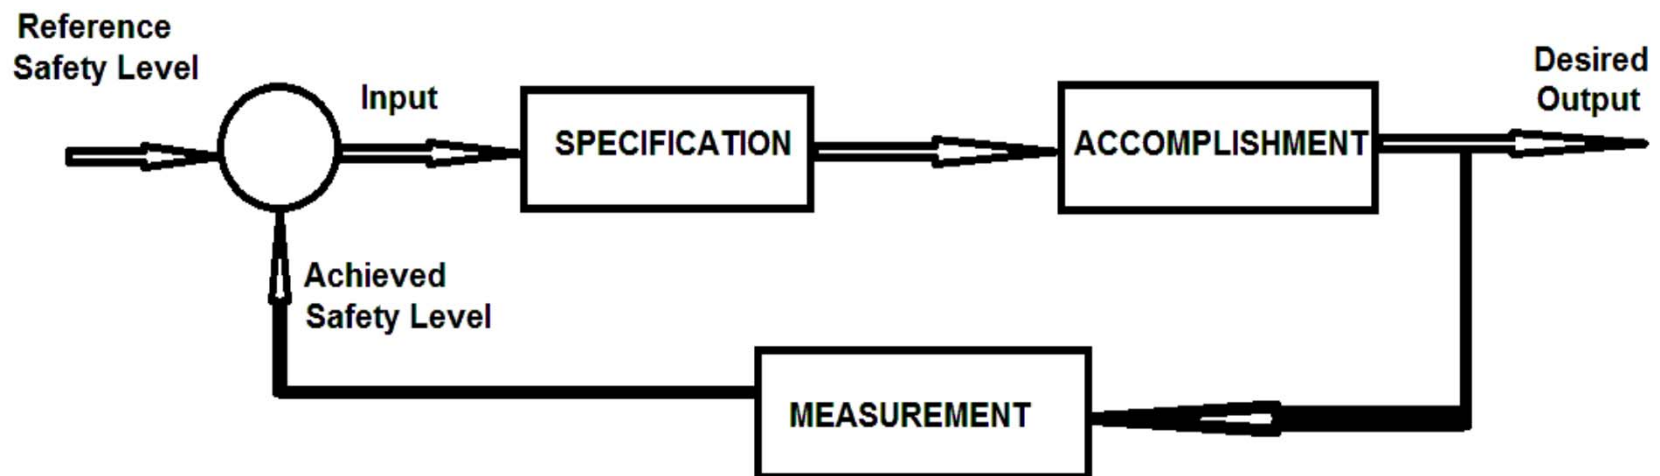 Reference
Safety Level
Input
SPECIFICATION
ACCOMPLISHMENT
Desired
Output
Achieved
Safety Level
MEASUREMENT